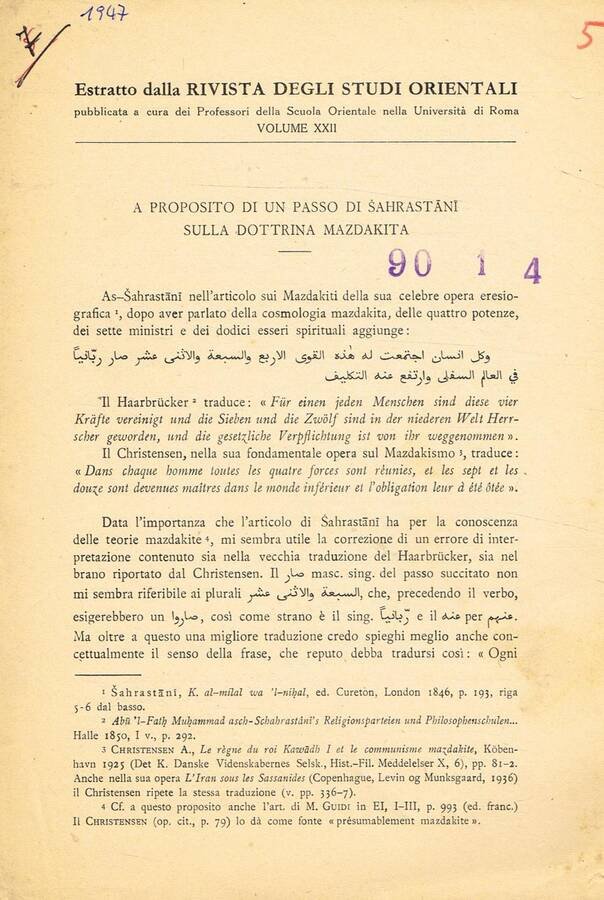 1947
5
Estratto dalla RIVISTA DEGLI STUDI ORIENTALI
pubblicata a cura dei Professori della Scuola Orientale nella Università di Roma
VOLUME XXII
A PROPOSITO DI UN PASSO DI ŠAHRASTĀNĪ
SULLA DOTTRINA MAZDAKITA
90 1 4
As–Šahrastānī nell'articolo sui Mazdakiti della sua celebre opera eresio-
grafica ¹, dopo aver parlato della cosmologia mazdakita, delle quattro potenze,
dei sette ministri e dei dodici esseri spirituali aggiunge:
وكل انسان اجتمعت له هذه القوى الاربع والسبعة والاثنى عشر صار ربّانياً
في العالم السفلى وارتفع عنه التكليف
Il Haarbrücker ² traduce: « Für einen jeden Menschen sind diese vier
Kräfte vereinigt und die Sieben und die Zwölf sind in der niederen Welt Herr-
scher geworden, und die gesetzliche Verpflichtung ist von ihr weggenommen ».
Il Christensen, nella sua fondamentale opera sul Mazdakismo ³, traduce:
« Dans chaque homme toutes les quatre forces sont réunies, et les sept et les
douze sont devenues maîtres dans le monde inférieur et l'obligation leur à été ôtée ».
Data l'importanza che l'articolo di Šahrastānī ha per la conoscenza
delle teorie mazdakite ⁴, mi sembra utile la correzione di un errore di inter-
pretazione contenuto sia nella vecchia traduzione del Haarbrücker, sia nel
brano riportato dal Christensen. Il صار masc. sing. del passo succitato non
mi sembra riferibile ai plurali السبعة والاثنى عشر, che, precedendo il verbo,
esigerebbero un صاروا, così come strano è il sing. ربّانياً e il عنه per عنهم.
Ma oltre a questo una migliore traduzione credo spieghi meglio anche con-
cettualmente il senso della frase, che reputo debba tradursi così: « Ogni
¹ Šahrastānī, K. al-milal wa 'l-niḥal, ed. Cureton, London 1846, p. 193, riga
5-6 dal basso.
² Abū 'l-Fatḥ Muḥammad asch-Schahrastānī's Religionsparteien und Philosophenschulen...
Halle 1850, I v., p. 292.
³ CHRISTENSEN A., Le règne du roi Kawādh I et le communisme mazdakite, Köben-
havn 1925 (Det K. Danske Videnskabernes Selsk., Hist.-Fil. Meddelelser X, 6), pp. 81-2.
Anche nella sua opera L'Iran sous les Sassanides (Copenhague, Levin og Munksgaard, 1936)
il Christensen ripete la stessa traduzione (v. pp. 336-7).
⁴ Cf. a questo proposito anche l'art. di M. GUIDI in EI, I–III, p. 993 (ed. franc.)
Il CHRISTENSEN (op. cit., p. 79) lo dà come fonte « présumablement mazdakite ».